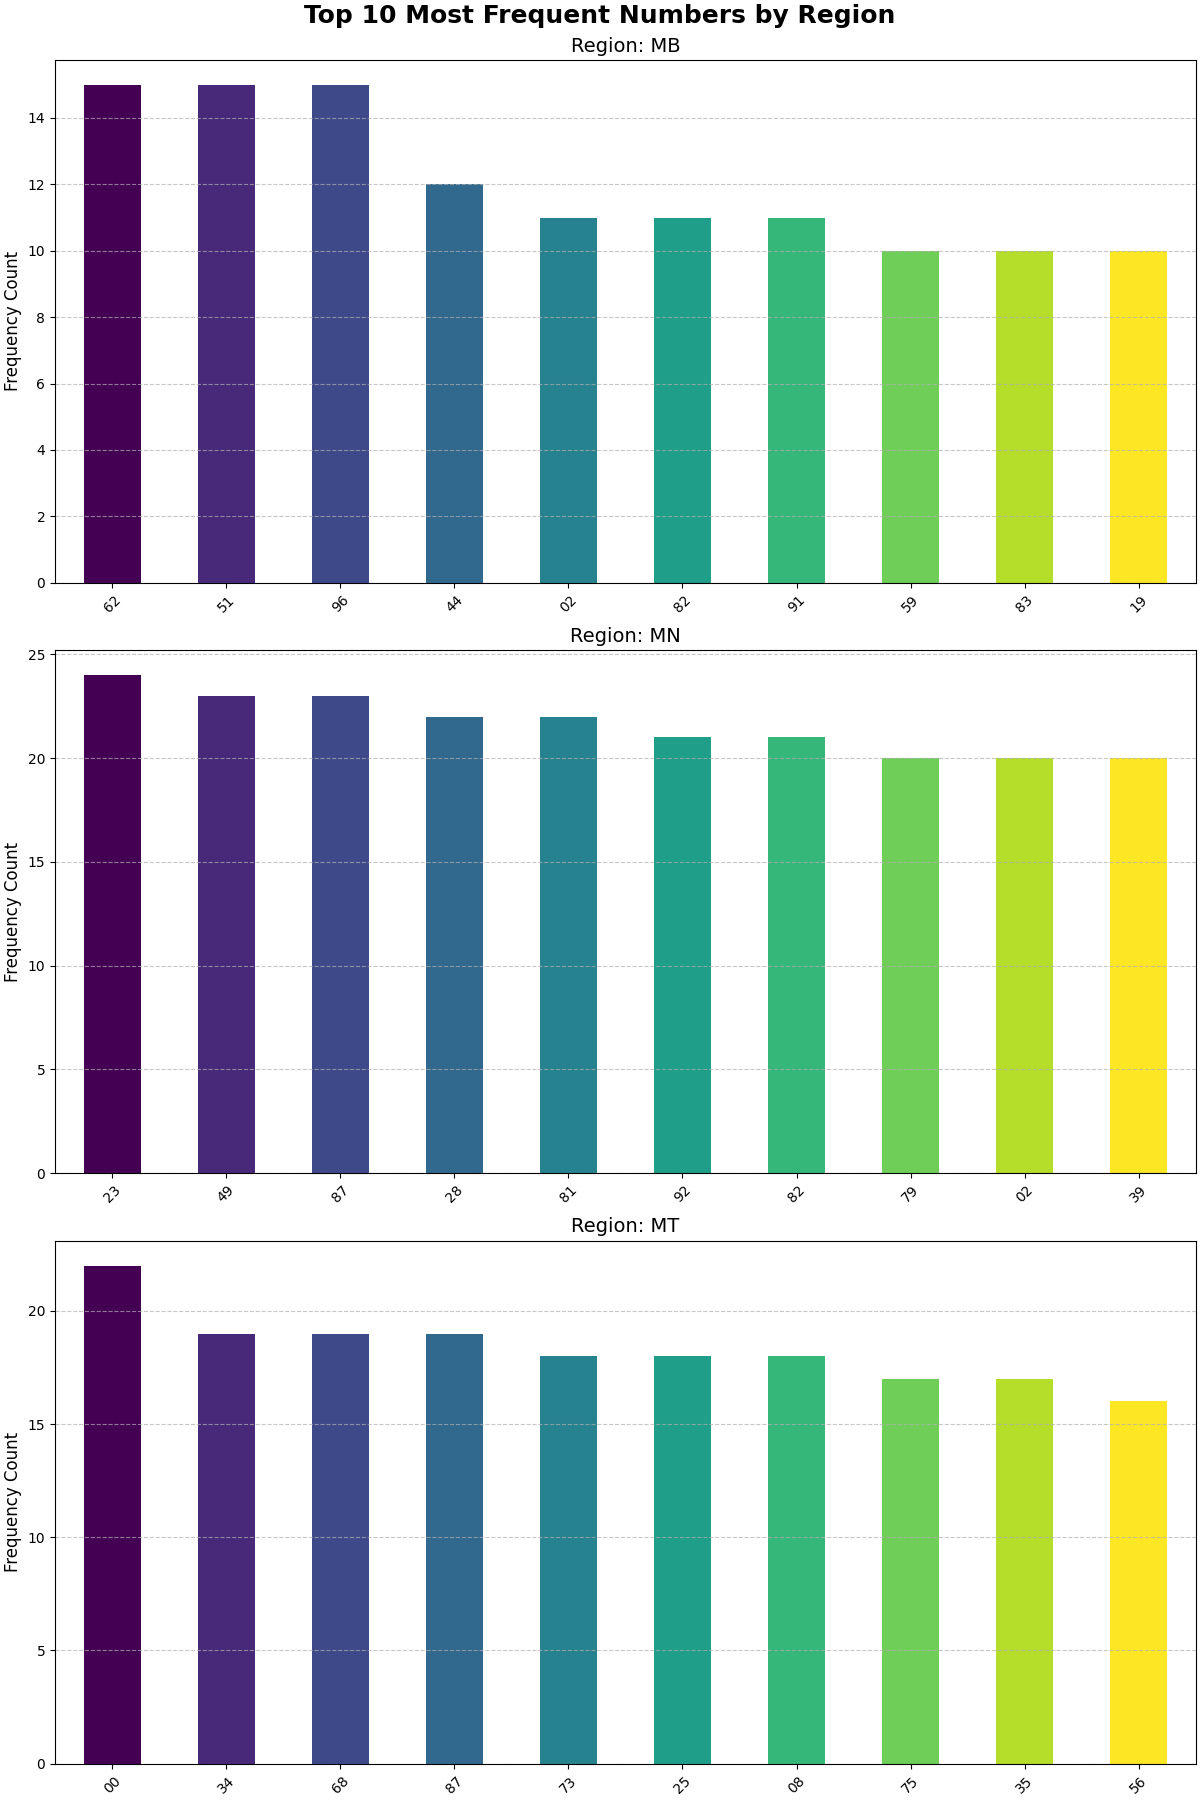 Top 10 Most Frequent Numbers by Region
Region: MB
Frequency Count
14
12
10
8
6
4
2
0
62 51 96 44 02 82 91 59 83 19
Region: MN
Frequency Count
25
20
15
10
5
0
23 49 87 28 81 92 82 79 02 39
Region: MT
Frequency Count
20
15
10
5
0
00 34 68 87 73 25 08 75 35 56